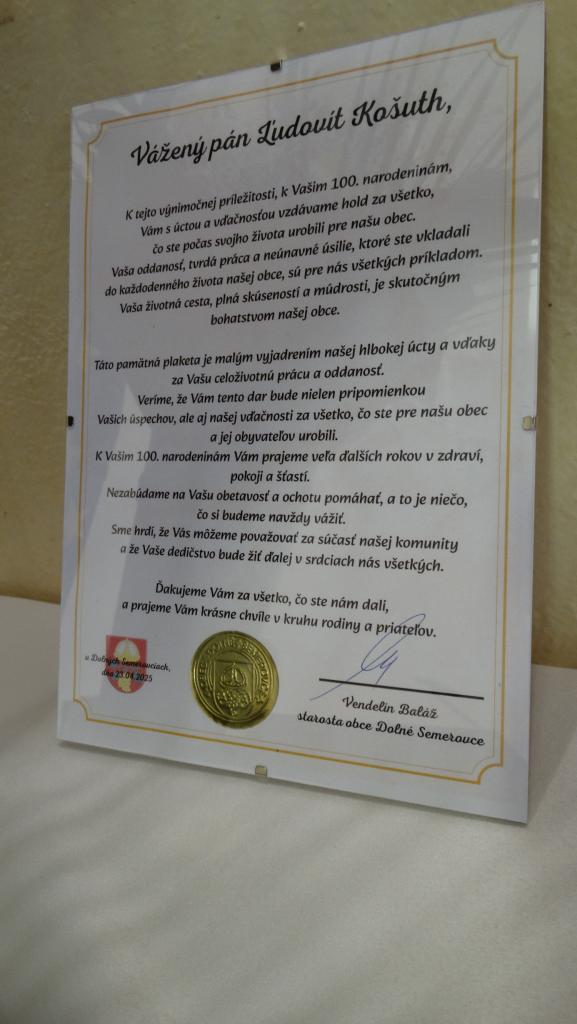 Vážený pán Ľudovít Košuth,
K tejto výnimočnej príležitosti, k Vašim 100. narodeninám,
Vám s úctou a vďačnosťou vzdávame hold za všetko,
čo ste počas svojho života urobili pre našu obec.
Vaša oddanosť, tvrdá práca a neúnavné úsilie, ktoré ste vkladali
do každodenného života našej obce, sú pre nás všetkých príkladom.
Vaša životná cesta, plná skúseností a múdrosti, je skutočným
bohatstvom našej obce.
Táto pamätná plaketa je malým vyjadrením našej hlbokej úcty a vďaky
za Vašu celoživotnú prácu a oddanosť.
Veríme, že Vám tento dar bude nielen pripomienkou
Vašich úspechov, ale aj našej vďačnosti za všetko, čo ste pre našu obec
a jej obyvateľov urobili.
K Vašim 100. narodeninám Vám prajeme veľa ďalších rokov v zdraví,
pokoji a šťastí.
Nezabúdame na Vašu obetavosť a ochotu pomáhať, a to je niečo,
čo si budeme navždy vážiť.
Sme hrdí, že Vás môžeme považovať za súčasť našej komunity
a že Vaše dedičstvo bude žiť ďalej v srdciach nás všetkých.
Ďakujeme Vám za všetko, čo ste nám dali,
a prajeme Vám krásne chvíle v kruhu rodiny a priateľov.
v Dolných Semerovciach,
dňa 23.04.2025
Vendelín Baláž
starosta obce Dolné Semerovce